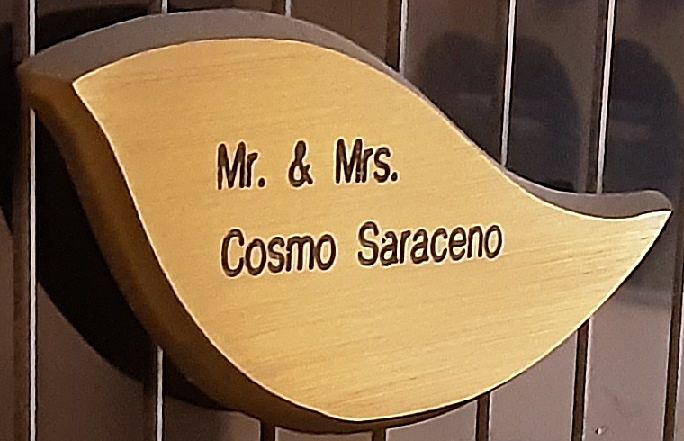 Mr. & Mrs.
Cosmo Saraceno